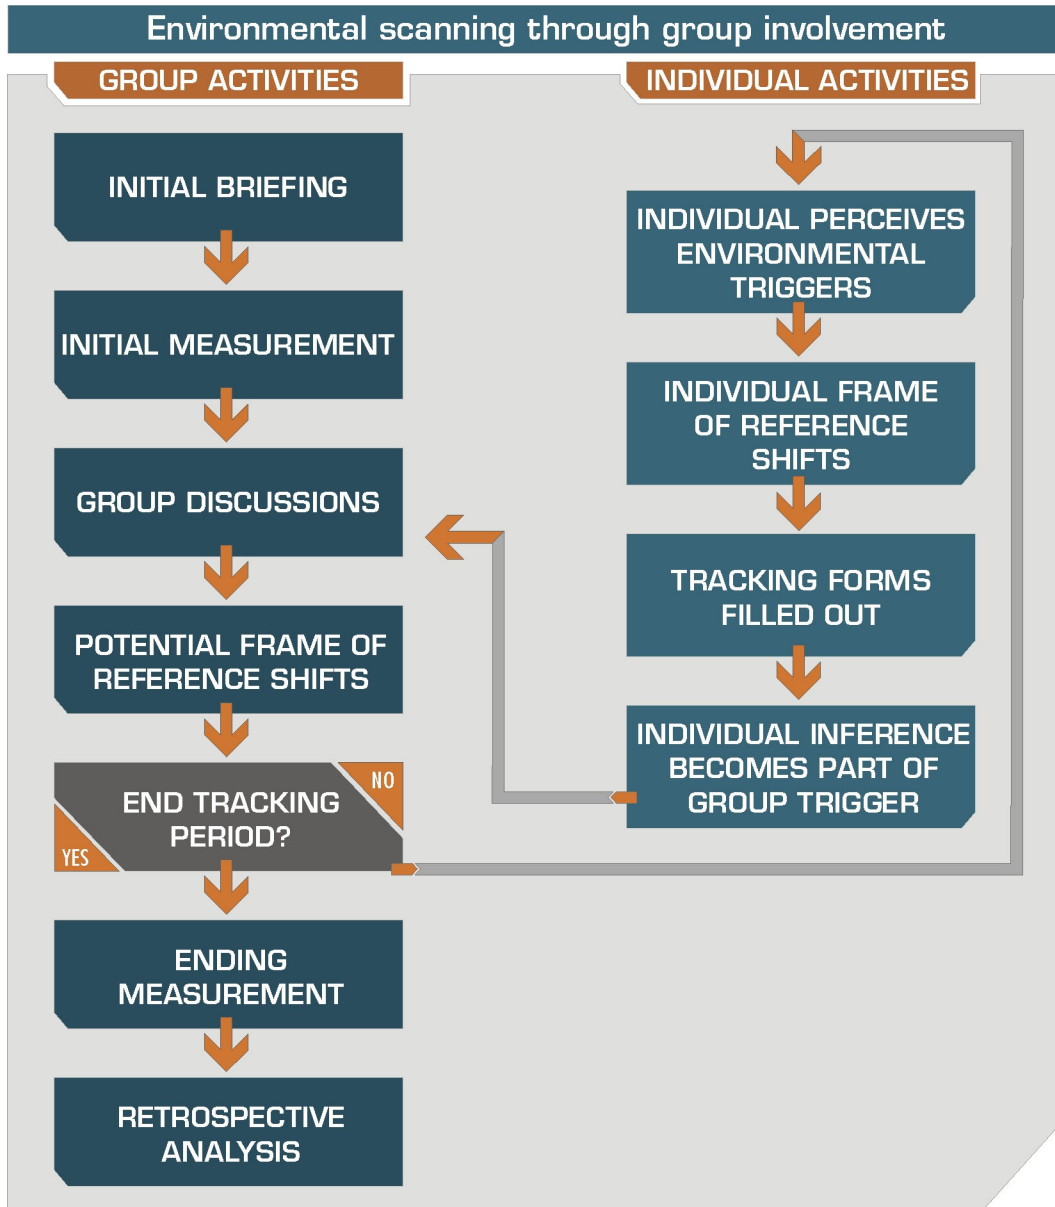 Environmental scanning through group involvement
GROUP ACTIVITIES
INITIAL BRIEFING
INITIAL MEASUREMENT
GROUP DISCUSSIONS
POTENTIAL FRAME OF
REFERENCE SHIFTS
END TRACKING
PERIOD?
NO
YES
ENDING
MEASUREMENT
RETROSPECTIVE
ANALYSIS
INDIVIDUAL ACTIVITIES
INDIVIDUAL PERCEIVES
ENVIRONMENTAL
TRIGGERS
INDIVIDUAL FRAME
OF REFERENCE
SHIFTS
TRACKING FORMS
FILLED OUT
INDIVIDUAL INFERENCE
BECOMES PART OF
GROUP TRIGGER